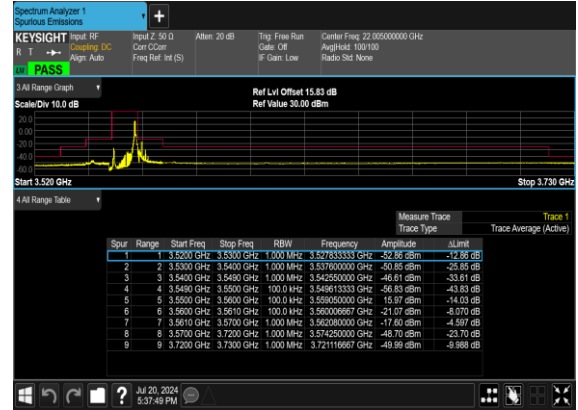 Spectrum Analyzer 1
Spurious Emissions
+
KEYSIGHT Input: RF Input Z: 50 Ω Atten: 20 dB Trig: Free Run Center Freq: 22.005000000 GHz
R T Coupling: DC Corr CCorr Gate: Off Avg|Hold: 100/100
Align: Auto Freq Ref: Int (S) IF Gain: Low Radio Std: None
PASS
3 All Range Graph Ref Lvl Offset 15.83 dB
Scale/Div 10.0 dB Ref Value 30.00 dBm
20.0
0.00
-20.0
-40.0
-60.0
Start 3.520 GHz Stop 3.730 GHz
4 All Range Table
Measure Trace Trace 1
Trace Type Trace Average (Active)
Spur Range Start Freq Stop Freq RBW Frequency Amplitude ΔLimit
1 1 3.5200 GHz 3.5300 GHz 1.000 MHz 3.527833333 GHz -52.86 dBm -12.86 dB
2 2 3.5300 GHz 3.5400 GHz 1.000 MHz 3.537600000 GHz -50.85 dBm -25.85 dB
3 3 3.5400 GHz 3.5490 GHz 1.000 MHz 3.542550000 GHz -46.61 dBm -33.61 dB
4 4 3.5490 GHz 3.5500 GHz 100.0 kHz 3.549613333 GHz -56.83 dBm -43.83 dB
5 5 3.5500 GHz 3.5600 GHz 100.0 kHz 3.559050000 GHz 15.97 dBm -14.03 dB
6 6 3.5600 GHz 3.5610 GHz 100.0 kHz 3.560006667 GHz -21.07 dBm -8.070 dB
7 7 3.5610 GHz 3.5700 GHz 1.000 MHz 3.562080000 GHz -17.60 dBm -4.597 dB
8 8 3.5700 GHz 3.7200 GHz 1.000 MHz 3.574250000 GHz -48.70 dBm -23.70 dB
9 9 3.7200 GHz 3.7300 GHz 1.000 MHz 3.721116667 GHz -49.99 dBm -9.988 dB
? Jul 20, 2024
5:37:49 PM